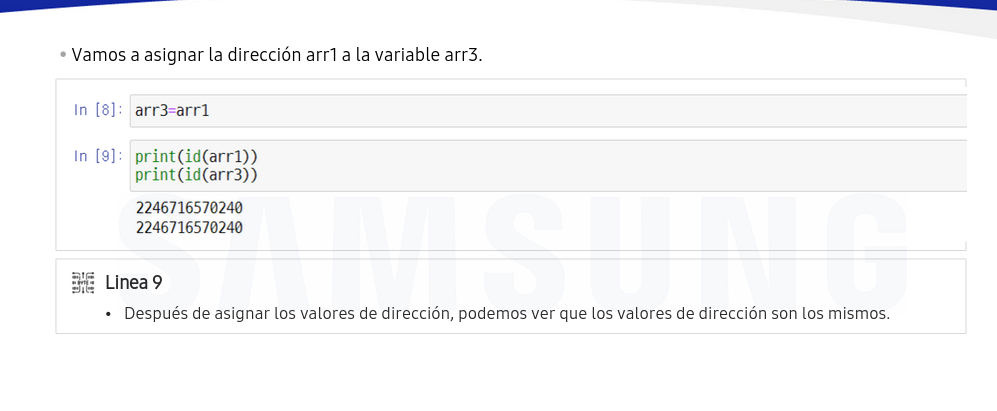 • Vamos a asignar la dirección arr1 a la variable arr3.
In [8]: arr3=arr1
In [9]: print(id(arr1))
print(id(arr3))
2246716570240
2246716570240
SAMSUNG
BYTE
Linea 9
• Después de asignar los valores de dirección, podemos ver que los valores de dirección son los mismos.